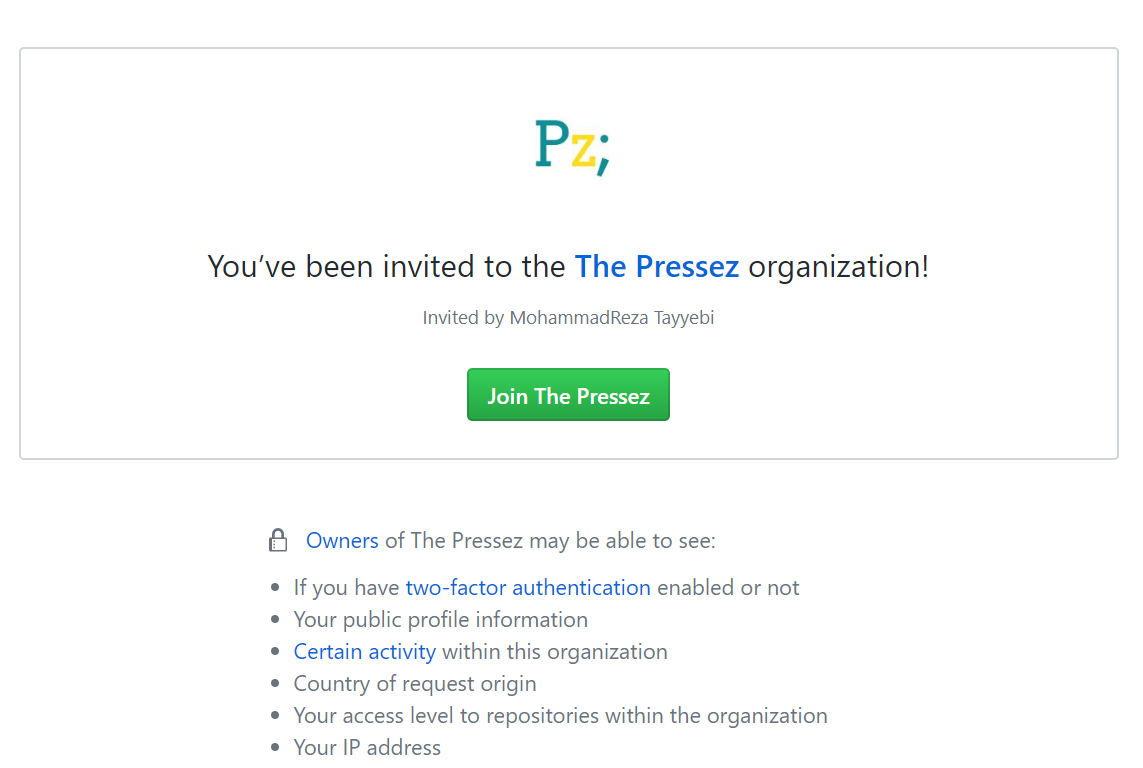 Pz;
You’ve been invited to the The Pressez organization!
Invited by MohammadReza Tayyebi
Join The Pressez
Owners of The Pressez may be able to see:
• If you have two-factor authentication enabled or not
• Your public profile information
• Certain activity within this organization
• Country of request origin
• Your access level to repositories within the organization
• Your IP address